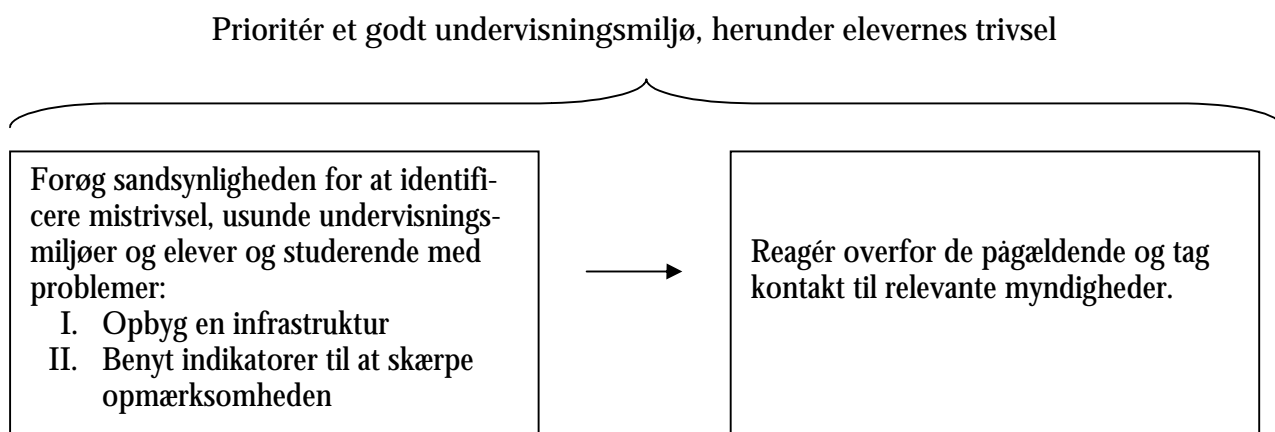 Prioritér et godt undervisningsmiljø, herunder elevernes trivsel
Forøg sandsynligheden for at identifi-
cere mistrivsel, usunde undervisnings-
miljøer og elever og studerende med
problemer:
I. Opbyg en infrastruktur
II. Benyt indikatorer til at skærpe
opmærksomheden
Reagér overfor de pågældende og tag
kontakt til relevante myndigheder.